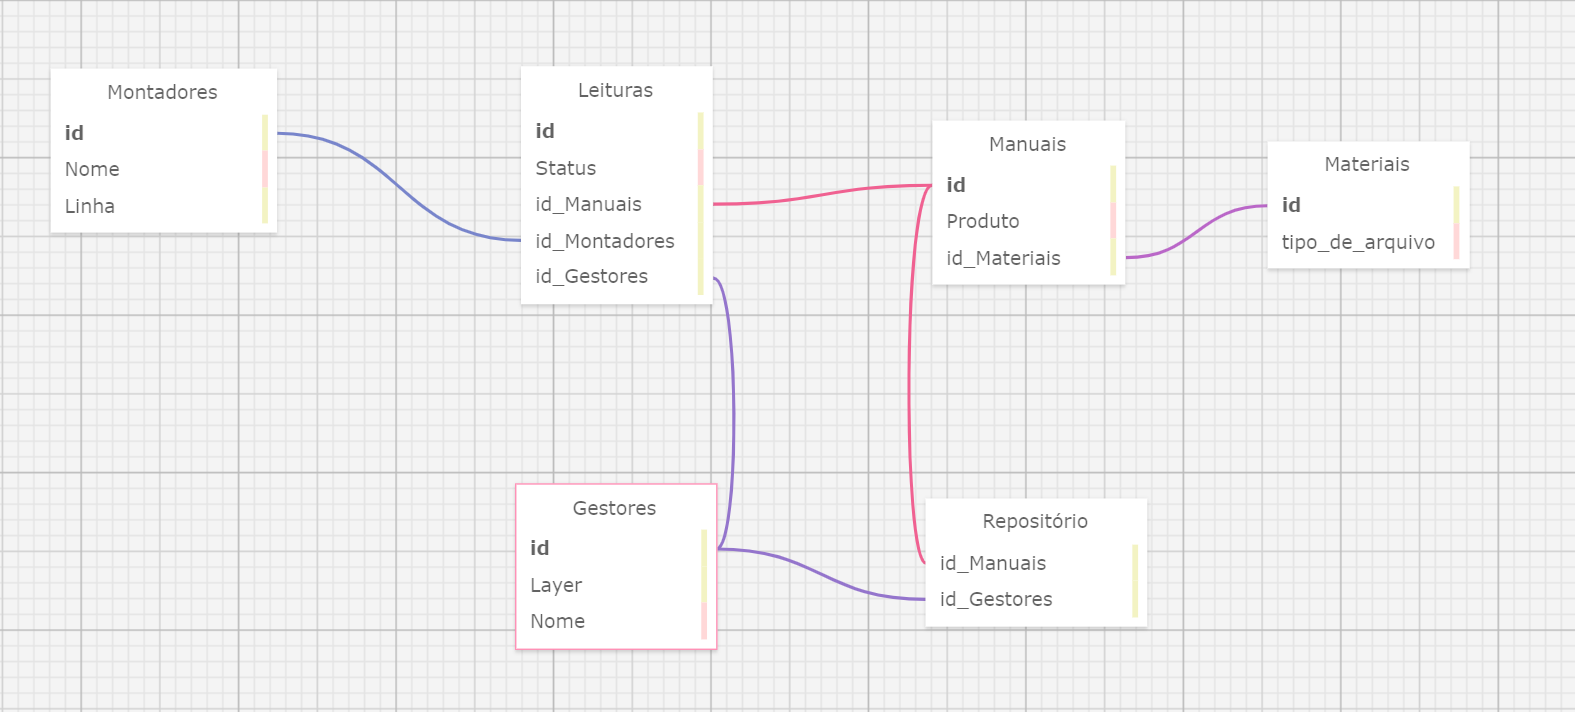 Montadores
id
Nome
Linha
Leituras
id
Status
id_Manuais
id_Montadores
id_Gestores
Manuais
id
Produto
id_Materiais
Materiais
id
tipo_de_arquivo
Gestores
id
Layer
Nome
Repositório
id_Manuais
id_Gestores